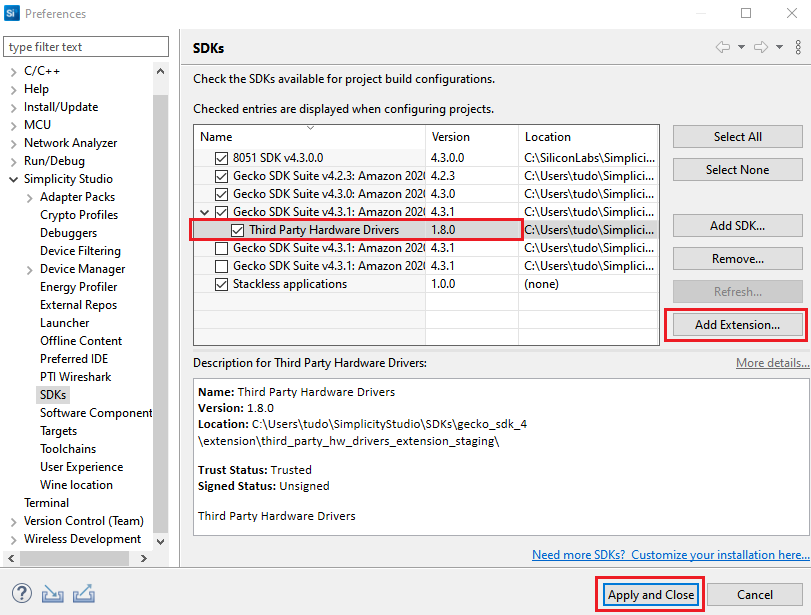 Si Preferences
type filter text
C/C++
Help
Install/Update
MCU
Network Analyzer
Run/Debug
Simplicity Studio
Adapter Packs
Crypto Profiles
Debuggers
Device Filtering
Device Manager
Energy Profiler
External Repos
Launcher
Offline Content
Preferred IDE
PTI Wireshark
SDKs
Software Component
Targets
Toolchains
User Experience
Wine location
Terminal
Version Control (Team)
Wireless Development
SDKs
Check the SDKs available for project build configurations.
Checked entries are displayed when configuring projects.
Name Version Location
8051 SDK v4.3.0.0 4.3.0.0 C:\SiliconLabs\Simplici...
Gecko SDK Suite v4.2.3: Amazon 202 4.2.3 C:\Users\tudo\Simplici...
Gecko SDK Suite v4.3.0: Amazon 202 4.3.0 C:\Users\tudo\Simplici...
Gecko SDK Suite v4.3.1: Amazon 202 4.3.1 C:\Users\tudo\Simplici...
Third Party Hardware Drivers 1.8.0 C:\Users\tudo\Simplici...
Gecko SDK Suite v4.3.1: Amazon 202 4.3.1 C:\Users\tudo\Simplici...
Gecko SDK Suite v4.3.1: Amazon 202 4.3.1 C:\Users\tudo\Simplici...
Stackless applications 1.0.0 (none)
Select All
Select None
Add SDK...
Remove...
Refresh...
Add Extension...
Description for Third Party Hardware Drivers: More details...
Name: Third Party Hardware Drivers
Version: 1.8.0
Location: C:\Users\tudo\SimplicityStudio\SDKs\gecko_sdk_4
\extension\third_party_hw_drivers_extension_staging\
Trust Status: Trusted
Signed Status: Unsigned
Third Party Hardware Drivers
Need more SDKs? Customize your installation here...
? Apply and Close Cancel